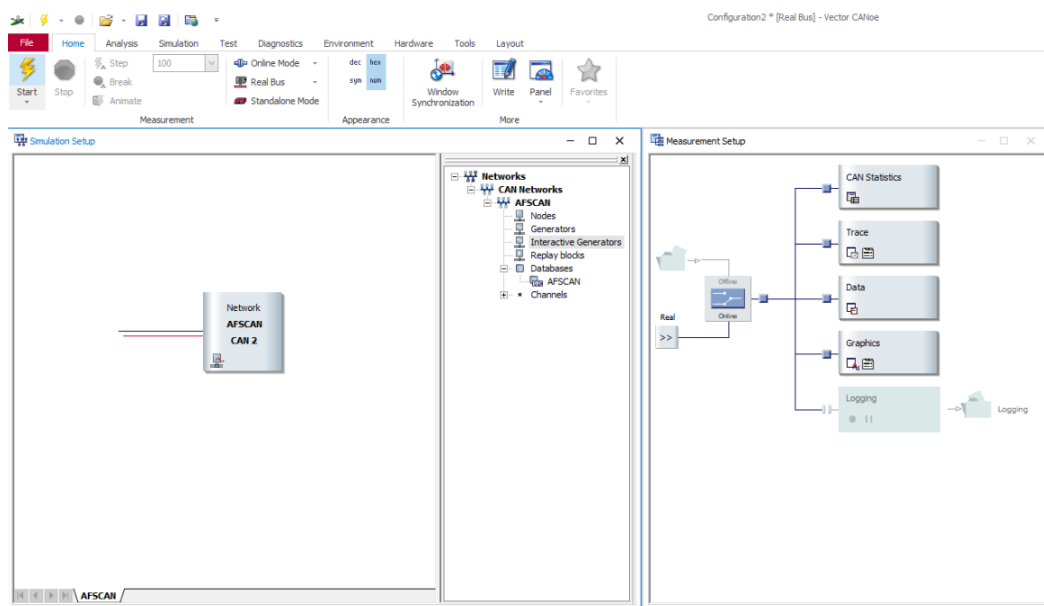 Configuration2 * [Real Bus] - Vector CANoe
File Home Analysis Simulation Test Diagnostics Environment Hardware Tools Layout
Start
Stop
Step 100
Break
Animate
Online Mode
Real Bus
Standalone Mode
Measurement
dec hex
sym num
Appearance
Window
Synchronization
Write
Panel
Favorites
More
Simulation Setup
Network
AFSCAN
CAN 2
AFSCAN
Networks
CAN Networks
AFSCAN
Nodes
Generators
Interactive Generators
Replay blocks
Databases
AFSCAN
Channels
Measurement Setup
Real
>>
Offline
Online
CAN Statistics
Trace
Data
Graphics
Logging
Logging